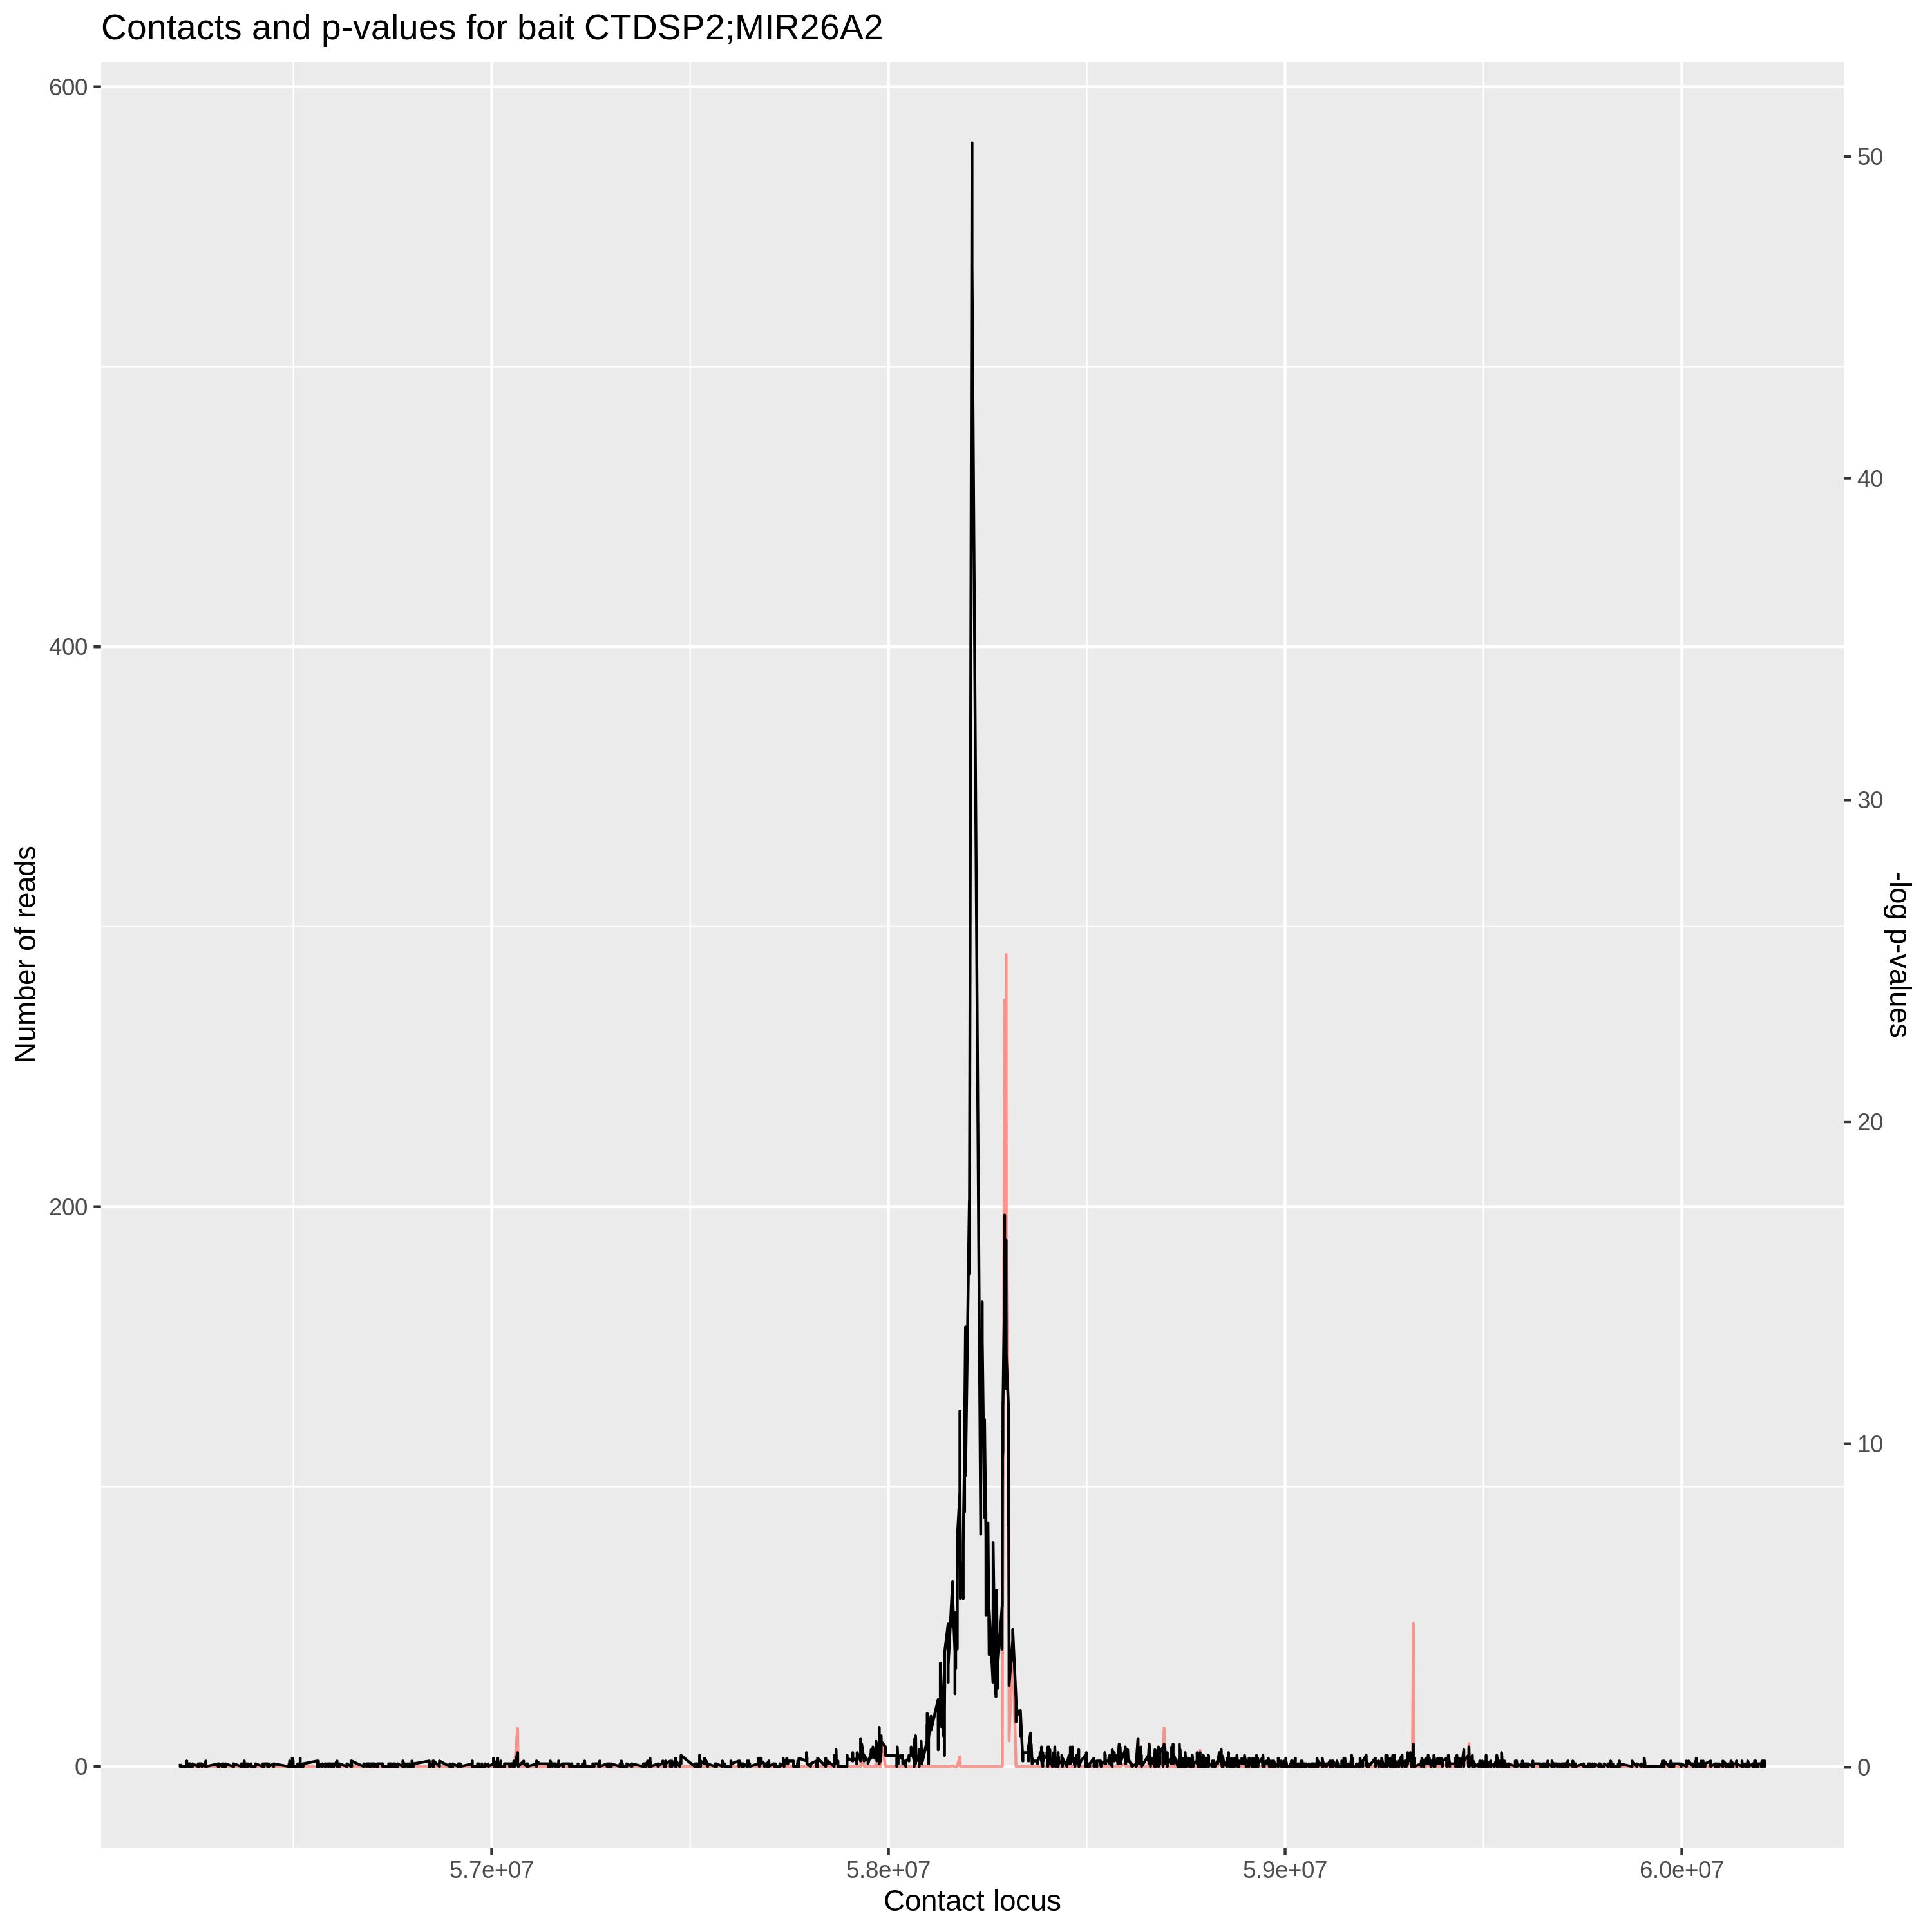 Contacts and p-values for bait CTDSP2;MIR26A2
600
400
200
0
Number of reads
50
40
30
20
10
0
-log p-values
5.7e+07
5.8e+07
5.9e+07
6.0e+07
Contact locus